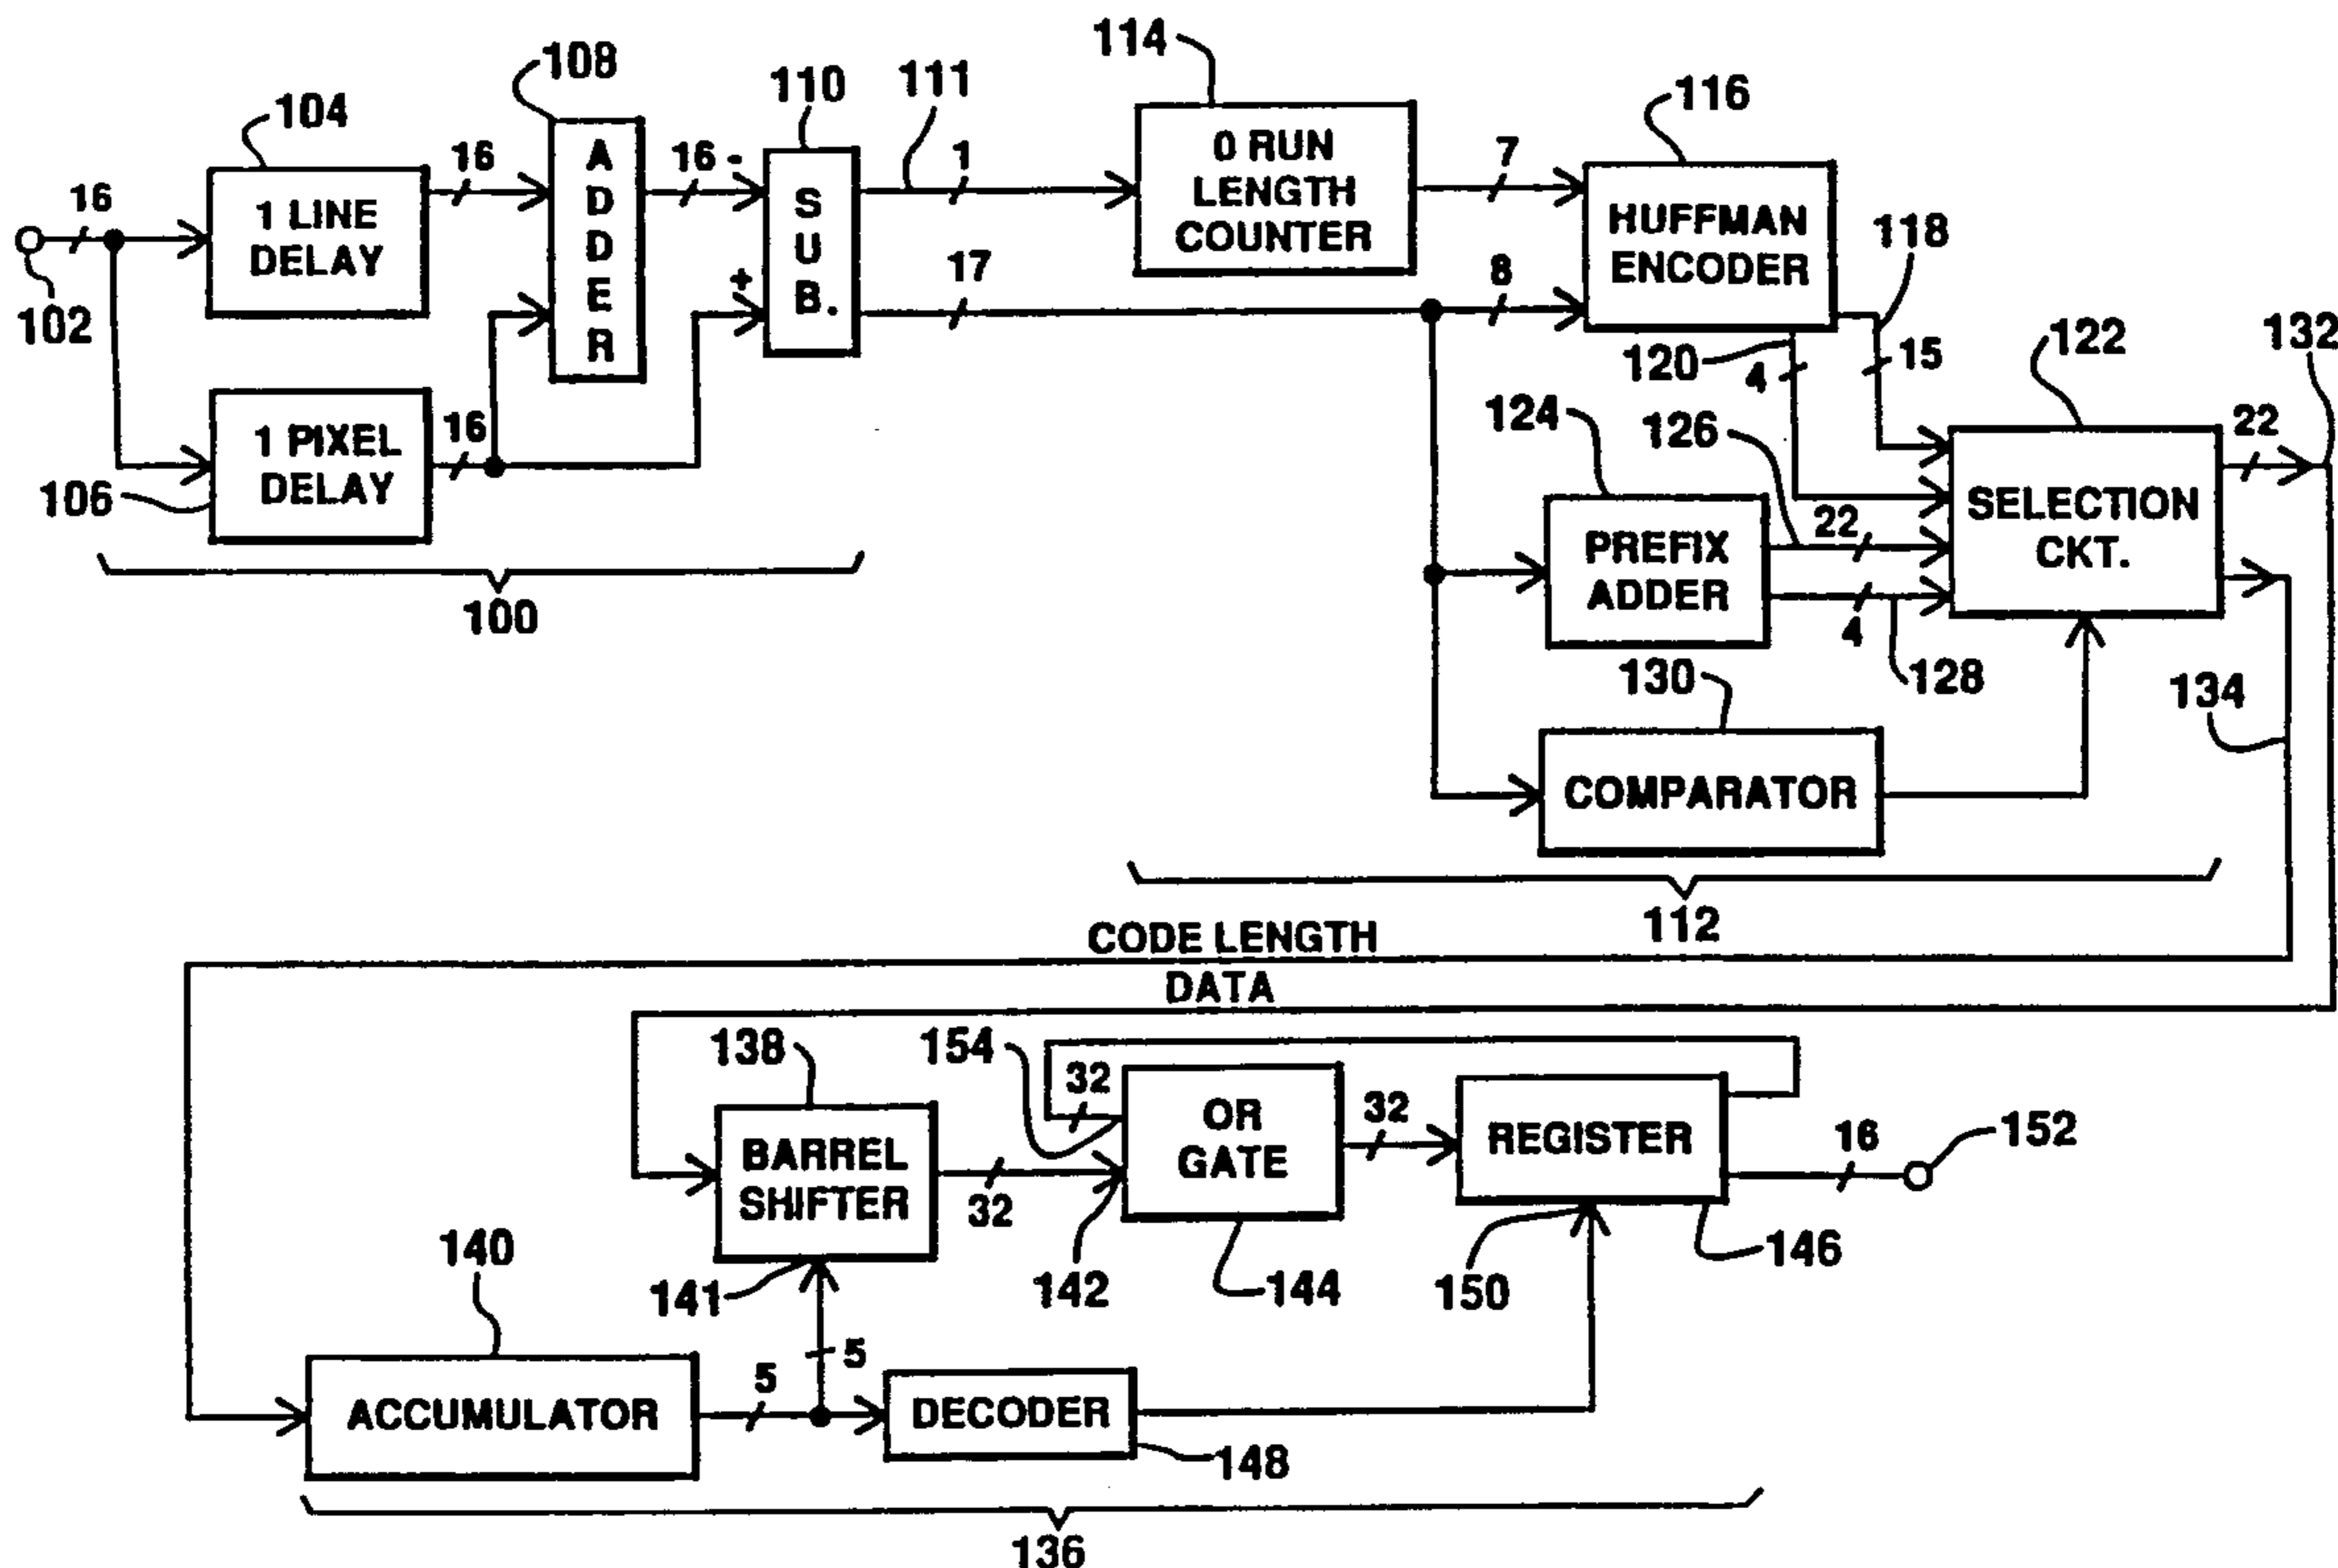 114
108
110
111
116
104
16
16 -
1
0 RUN
LENGTH
COUNTER
7
16
1 LINE
DELAY
ADDER
SUB.
HUFFMAN
ENCODER
118
102
+
17
8
120
4
15
122
132
106
1 PIXEL
DELAY
16
124
126
22
PREFIX
ADDER
22
4
128
SELECTION
CKT.
100
130
134
COMPARATOR
112
CODE LENGTH
DATA
138
154
32
OR
GATE
32
REGISTER
16
152
BARREL
SHIFTER
32
140
141
142
144
150
146
5
5
ACCUMULATOR
DECODER
148
136